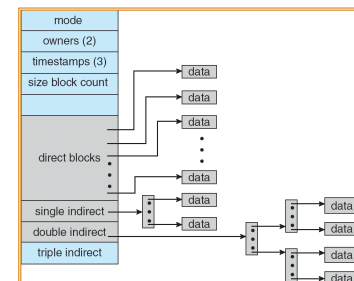 mode
owners (2)
timestamps (3)
size block count
direct blocks
single indirect
double indirect
triple indirect
data
data
data
data
data
data
data
data
data
data